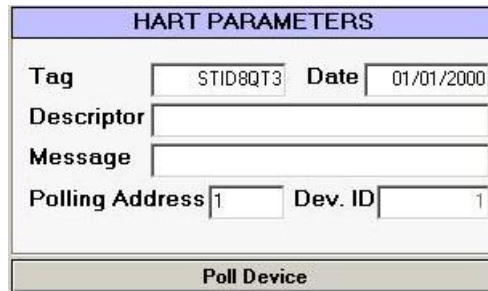 HART PARAMETERS
Tag STID8QT3 Date 01/01/2000
Descriptor
Message
Polling Address 1 Dev. ID 1
Poll Device